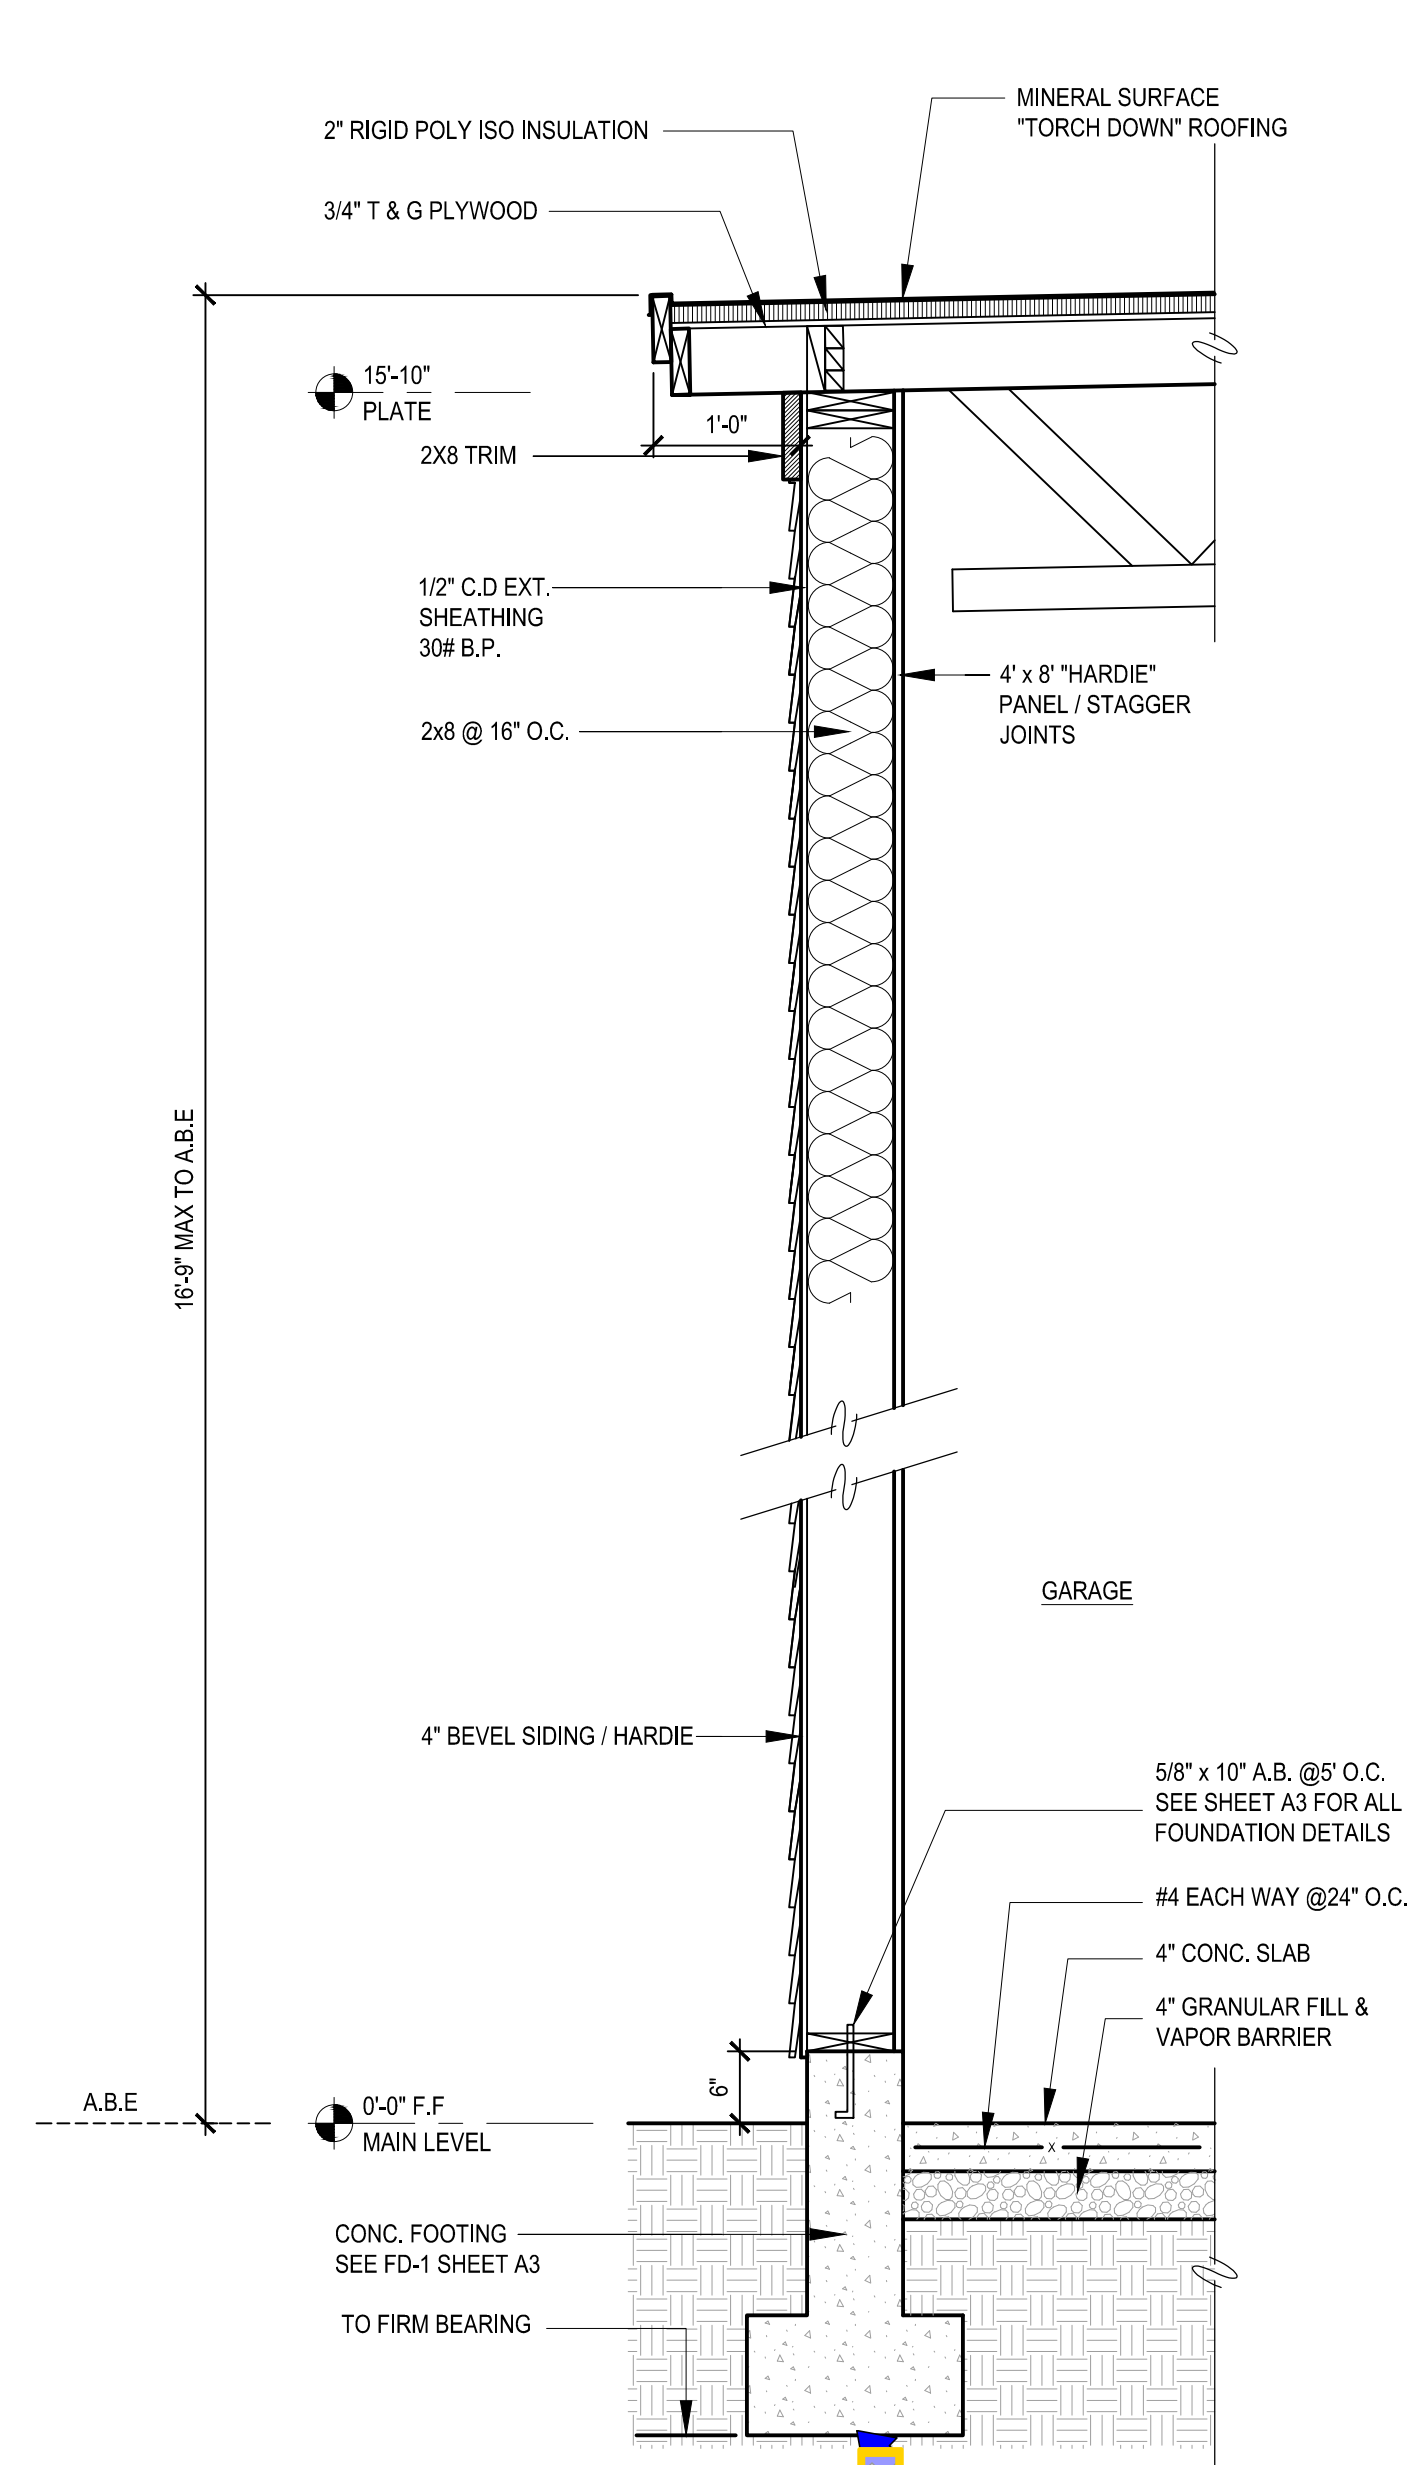 MINERAL SURFACE
"TORCH DOWN" ROOFING
2" RIGID POLY ISO INSULATION
3/4" T & G PLYWOOD
15'-10"
PLATE
1'-0"
2X8 TRIM
1/2" C.D EXT.
SHEATHING
30# B.P.
4' x 8' "HARDIE"
PANEL / STAGGER
JOINTS
2x8 @ 16" O.C.
16'-9" MAX TO A.B.E
GARAGE
4" BEVEL SIDING / HARDIE
5/8" x 10" A.B. @5' O.C.
SEE SHEET A3 FOR ALL
FOUNDATION DETAILS
#4 EACH WAY @24" O.C.
4" CONC. SLAB
4" GRANULAR FILL &
VAPOR BARRIER
6"
A.B.E
0'-0" F.F
MAIN LEVEL
x
CONC. FOOTING
SEE FD-1 SHEET A3
TO FIRM BEARING